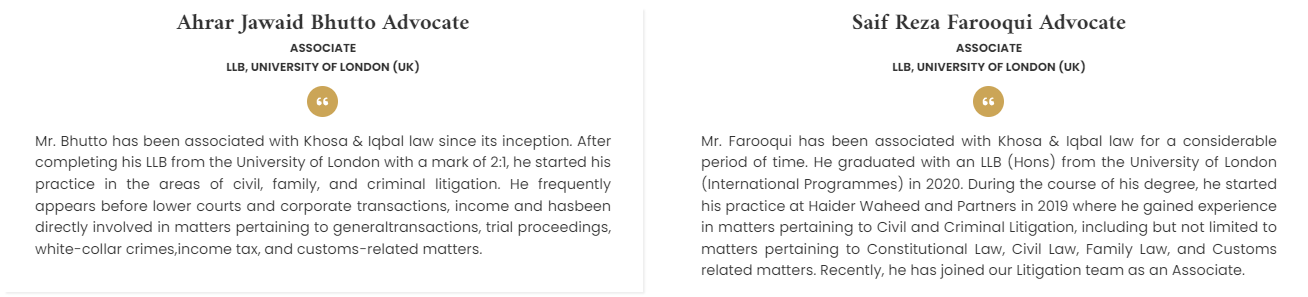 Ahrar Jawaid Bhutto Advocate
ASSOCIATE
LLB, UNIVERSITY OF LONDON (UK)
Mr. Bhutto has been associated with Khosa & Iqbal law since its inception. After
completing his LLB from the University of London with a mark of 2:1, he started his
practice in the areas of civil, family, and criminal litigation. He frequently
appears before lower courts and corporate transactions, income and hasbeen
directly involved in matters pertaining to generaltransactions, trial proceedings,
white-collar crimes,income tax, and customs-related matters.
Saif Reza Farooqui Advocate
ASSOCIATE
LLB, UNIVERSITY OF LONDON (UK)
Mr. Farooqui has been associated with Khosa & Iqbal law for a considerable
period of time. He graduated with an LLB (Hons) from the University of London
(International Programmes) in 2020. During the course of his degree, he started
his practice at Haider Waheed and Partners in 2019 where he gained experience
in matters pertaining to Civil and Criminal Litigation, including but not limited to
matters pertaining to Constitutional Law, Civil Law, Family Law, and Customs
related matters. Recently, he has joined our Litigation team as an Associate.